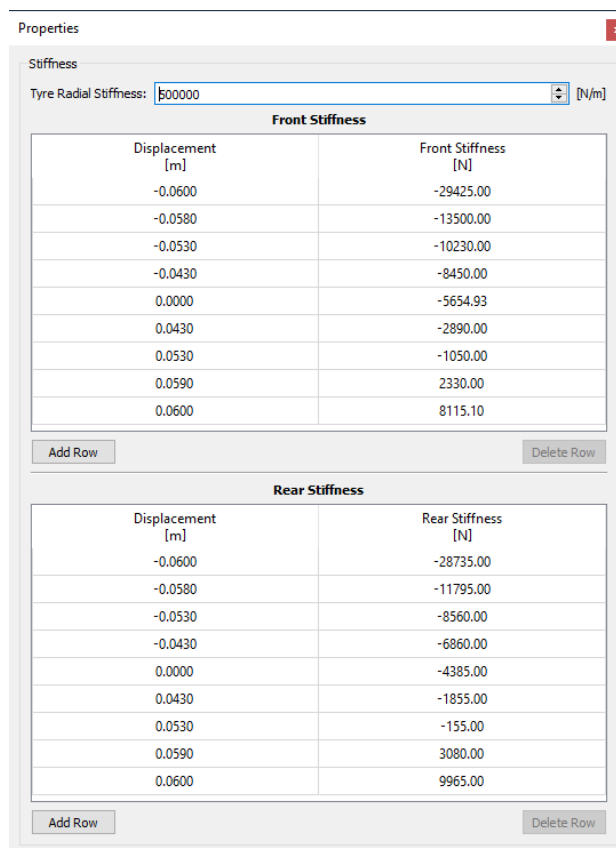 Properties
Stiffness
Tyre Radial Stiffness: 500000 [N/m]
Front Stiffness
Displacement [m] Front Stiffness [N]
-0.0600 -29425.00
-0.0580 -13500.00
-0.0530 -10230.00
-0.0430 -8450.00
0.0000 -5654.93
0.0430 -2890.00
0.0530 -1050.00
0.0590 2330.00
0.0600 8115.10
Add Row Delete Row
Rear Stiffness
Displacement [m] Rear Stiffness [N]
-0.0600 -28735.00
-0.0580 -11795.00
-0.0530 -8560.00
-0.0430 -6860.00
0.0000 -4385.00
0.0430 -1855.00
0.0530 -155.00
0.0590 3080.00
0.0600 9965.00
Add Row Delete Row